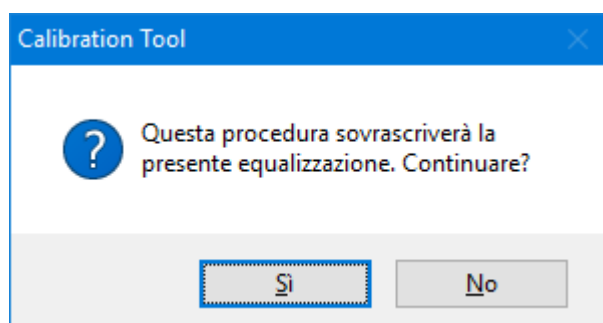 Calibration Tool
Questa procedura sovrascriverà la
presente equalizzazione. Continuare?
Sì
No